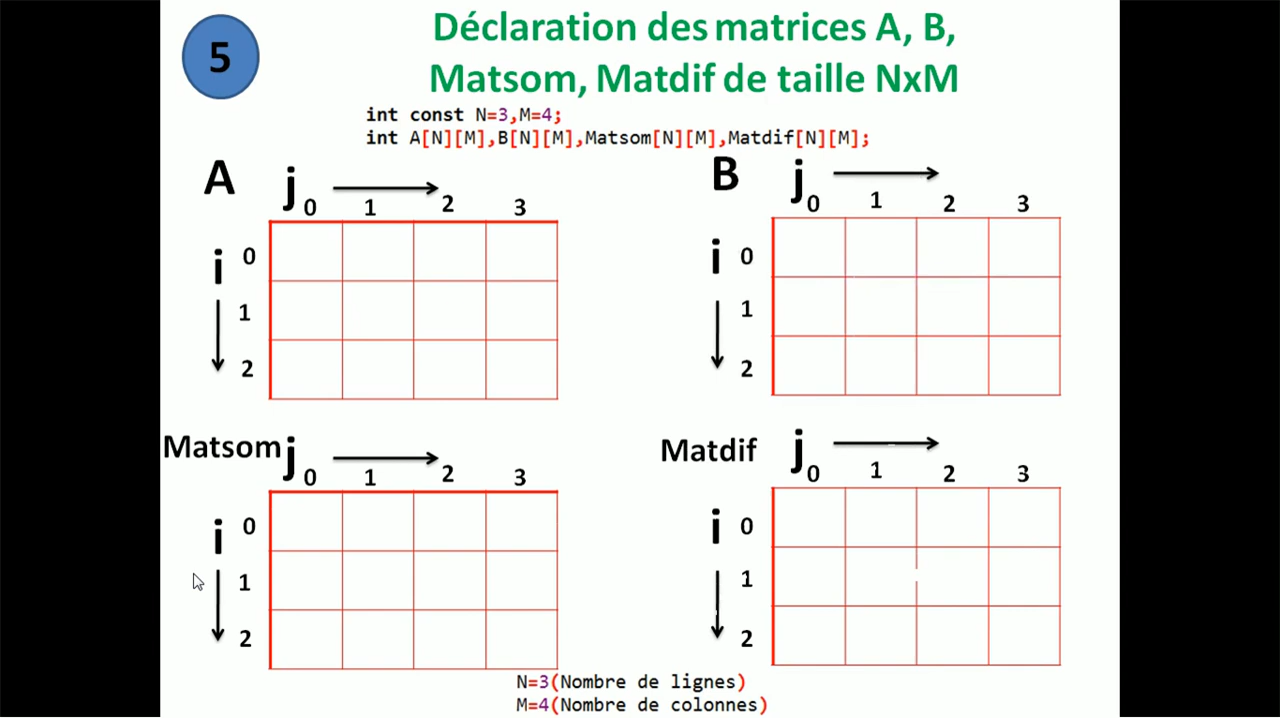 5
Déclaration des matrices A, B,
Matsom, Matdif de taille NxM
int const N=3,M=4;
int A[N][M],B[N][M],Matsom[N][M],Matdif[N][M];
A j
0 1 2 3
i 0
1
2
B j
0 1 2 3
i 0
1
2
Matsom j
0 1 2 3
i 0
1
2
Matdif j
0 1 2 3
i 0
1
2
N=3(Nombre de lignes)
M=4(Nombre de colonnes)